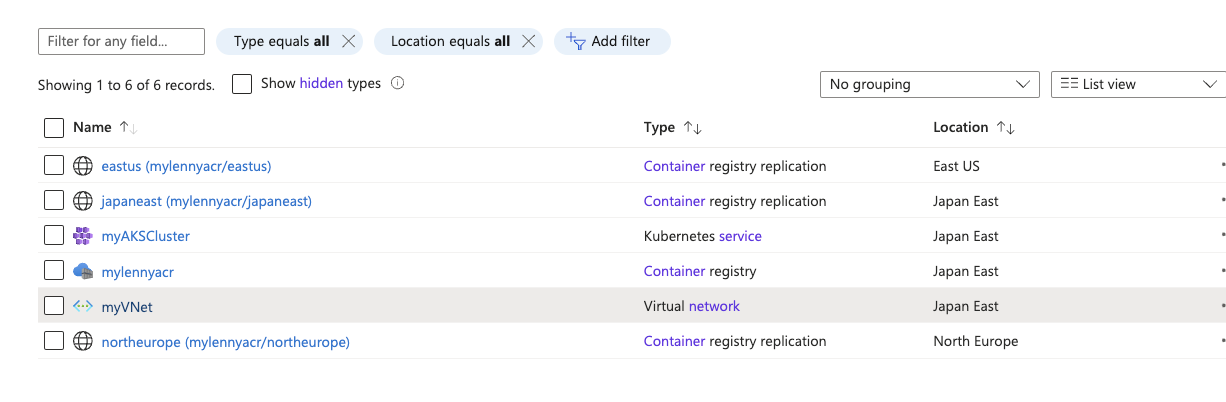 Filter for any field...
Type equals all
Location equals all
Add filter
Showing 1 to 6 of 6 records.
Show hidden types
No grouping
List view
Name Type Location
eastus (mylennyacr/eastus) Container registry replication East US
japaneast (mylennyacr/japaneast) Container registry replication Japan East
myAKSCluster Kubernetes service Japan East
mylennyacr Container registry Japan East
myVNet Virtual network Japan East
northeurope (mylennyacr/northeurope) Container registry replication North Europe